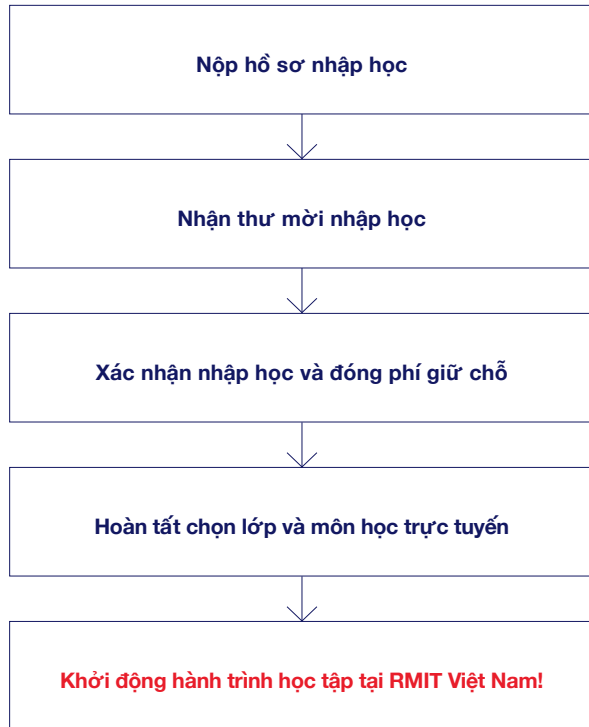 Nộp hồ sơ nhập học
Nhận thư mời nhập học
Xác nhận nhập học và đóng phí giữ chỗ
Hoàn tất chọn lớp và môn học trực tuyến
Khởi động hành trình học tập tại RMIT Việt Nam!